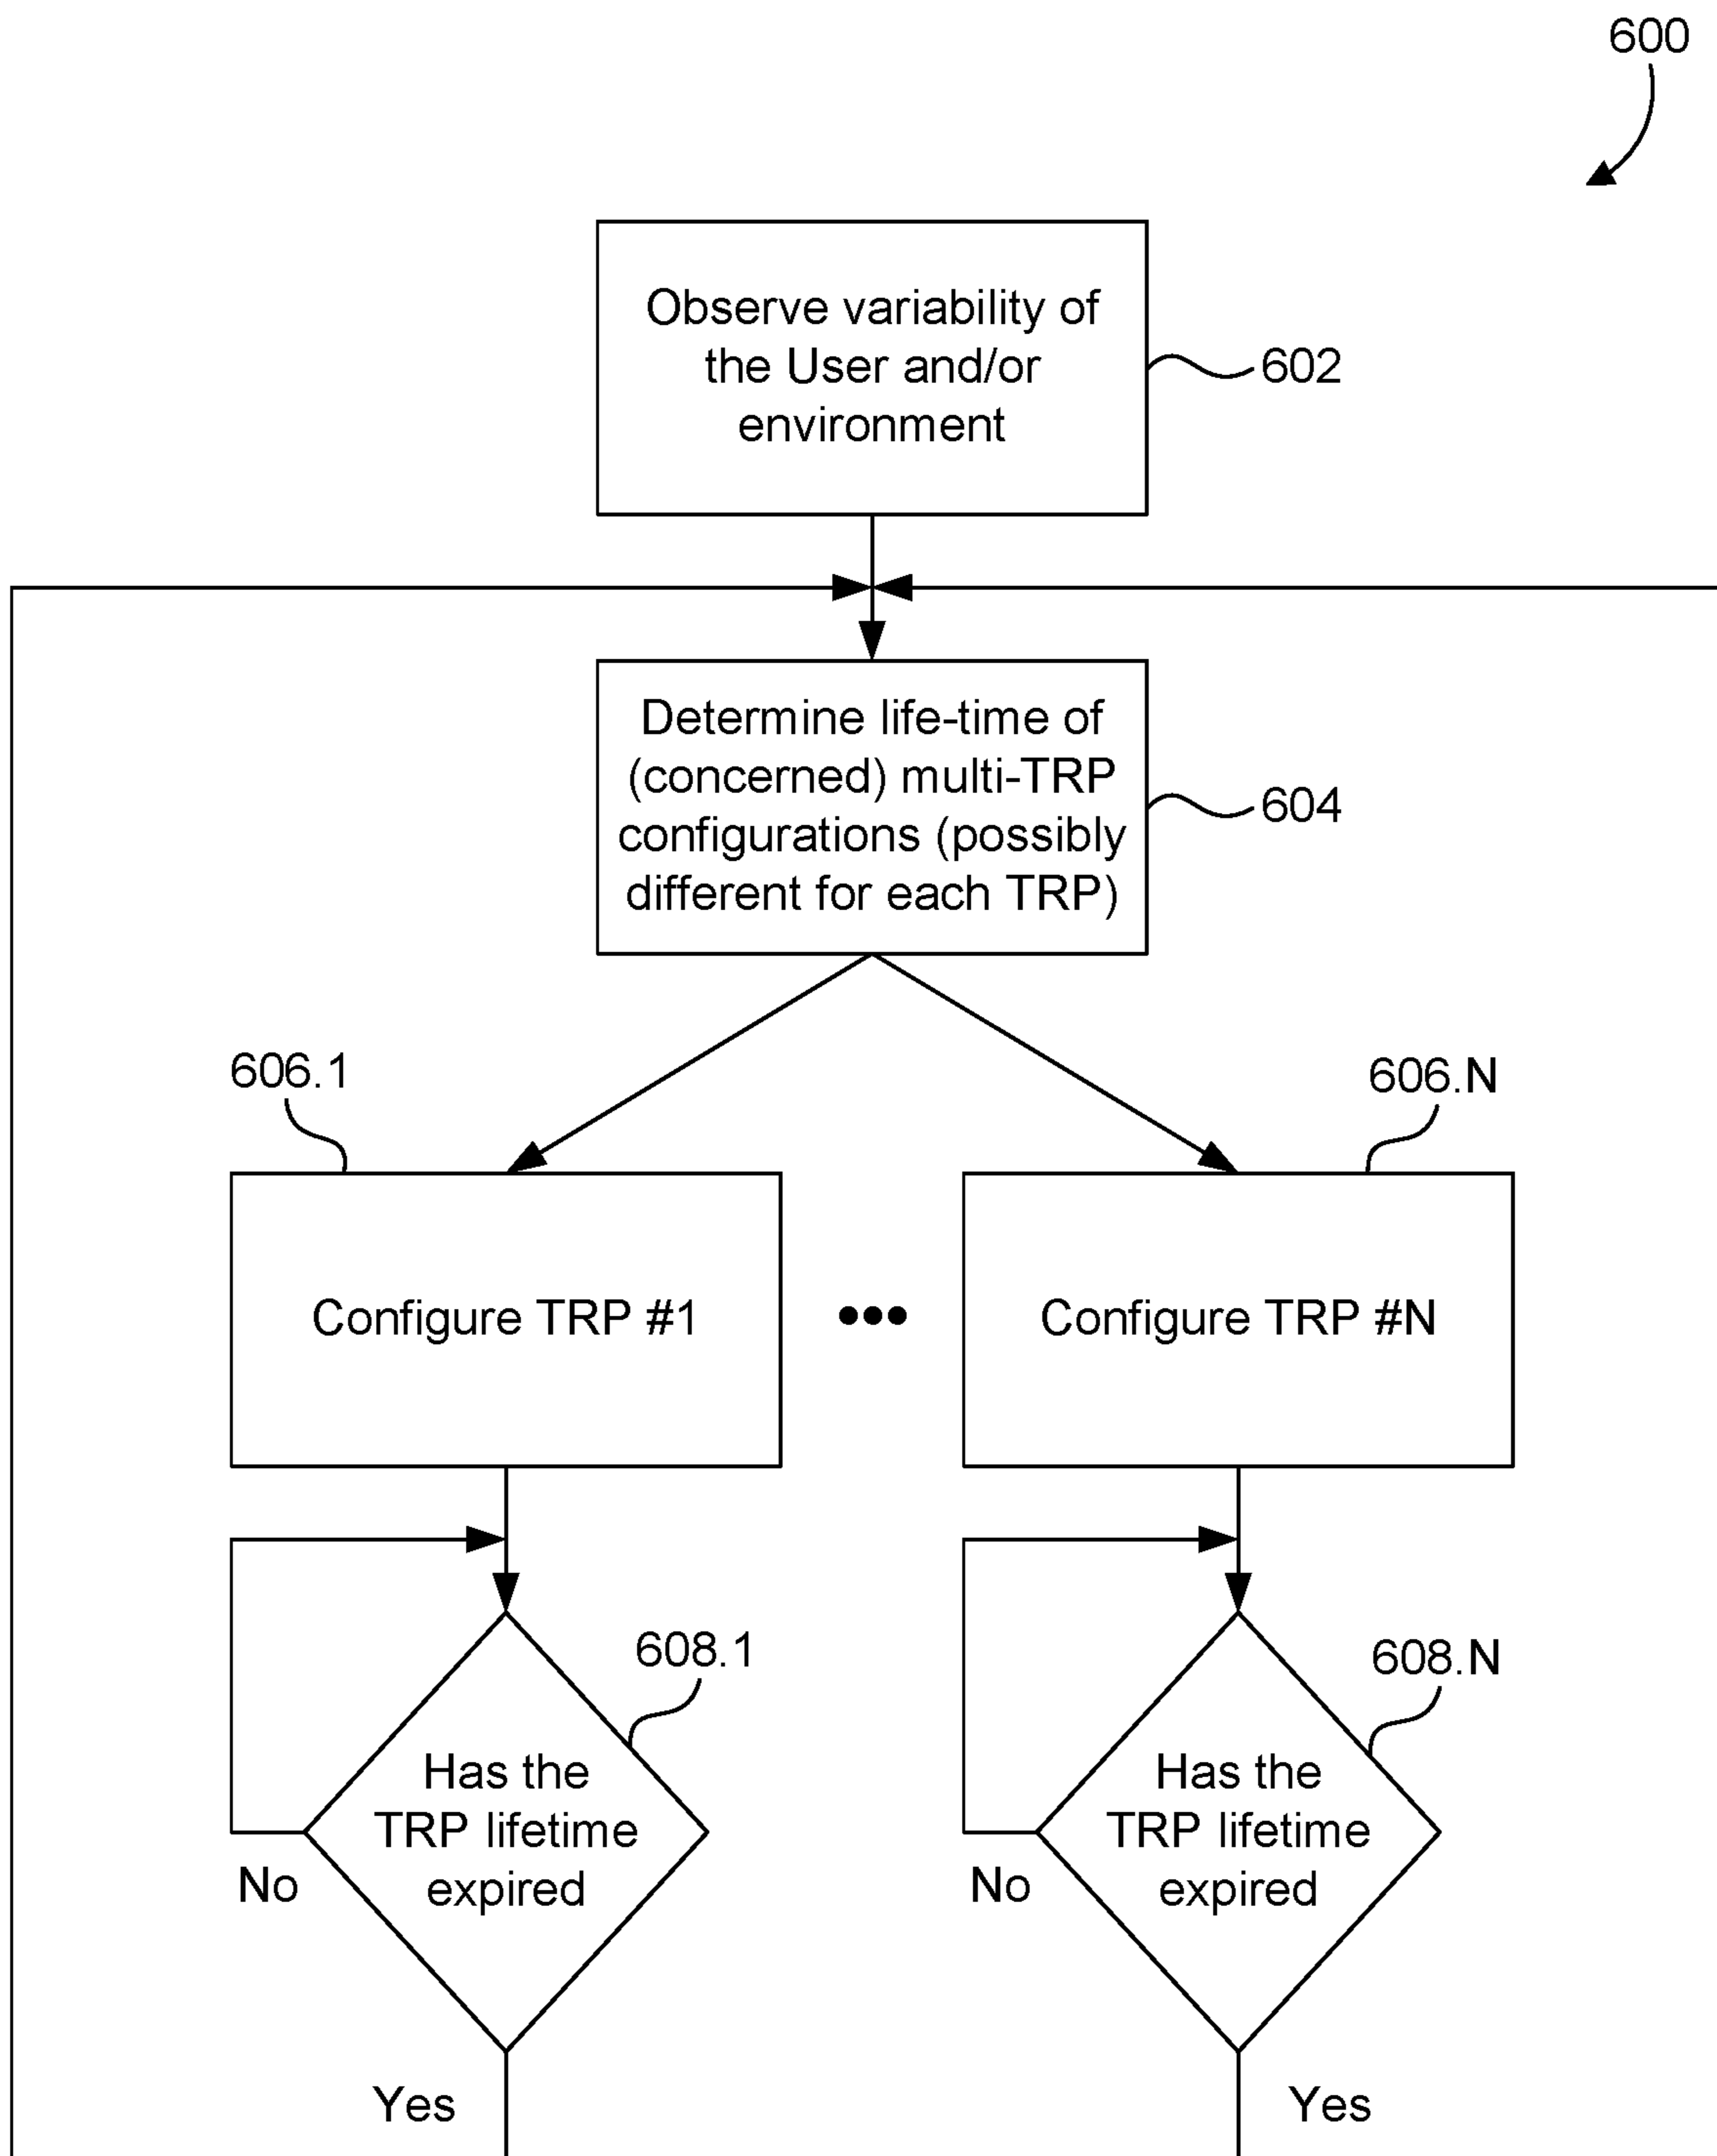 600
Observe variability of
the User and/or
environment
602
Determine life-time of
(concerned) multi-TRP
configurations (possibly
different for each TRP)
604
606.1
606.N
Configure TRP #1
•••
Configure TRP #N
608.1
608.N
Has the
TRP lifetime
expired
No
Has the
TRP lifetime
expired
No
Yes
Yes